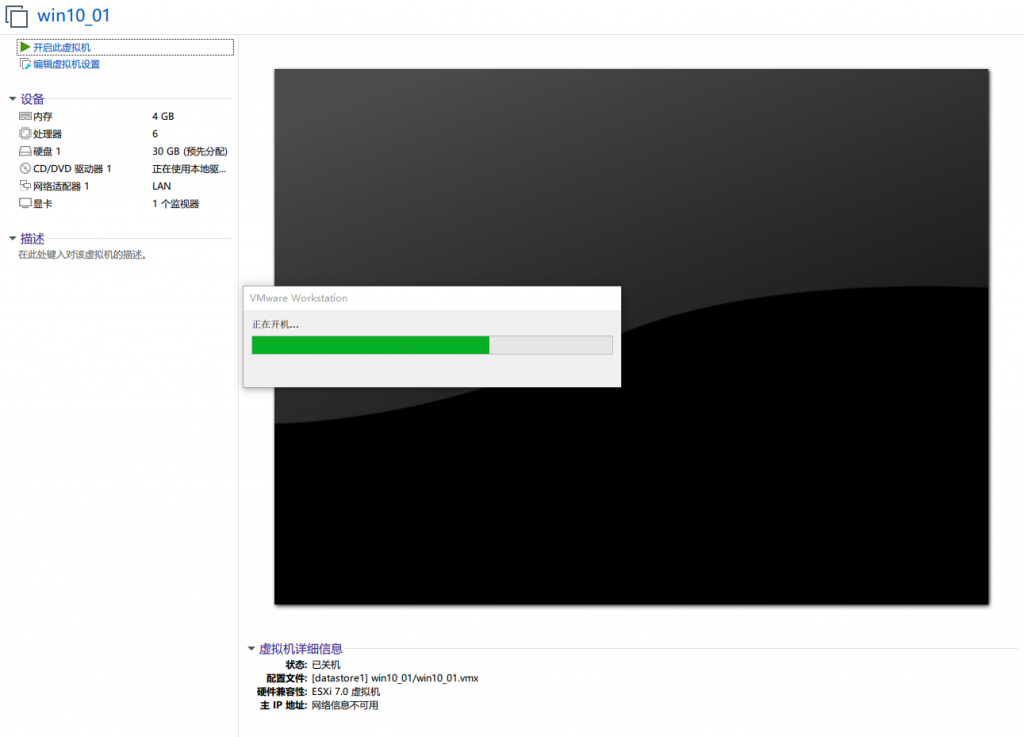 win10_01
开启此虚拟机
编辑虚拟机设置
设备
内存 4 GB
处理器 6
硬盘 1 30 GB (预先分配)
CD/DVD 驱动器 1 正在使用本地驱...
网络适配器 1 LAN
显卡 1 个监视器
描述
在此处键入对该虚拟机的描述。
VMware Workstation
正在开机...
虚拟机详细信息
状态: 已关机
配置文件: [datastore1] win10_01/win10_01.vmx
硬件兼容性: ESXi 7.0 虚拟机
主 IP 地址: 网络信息不可用